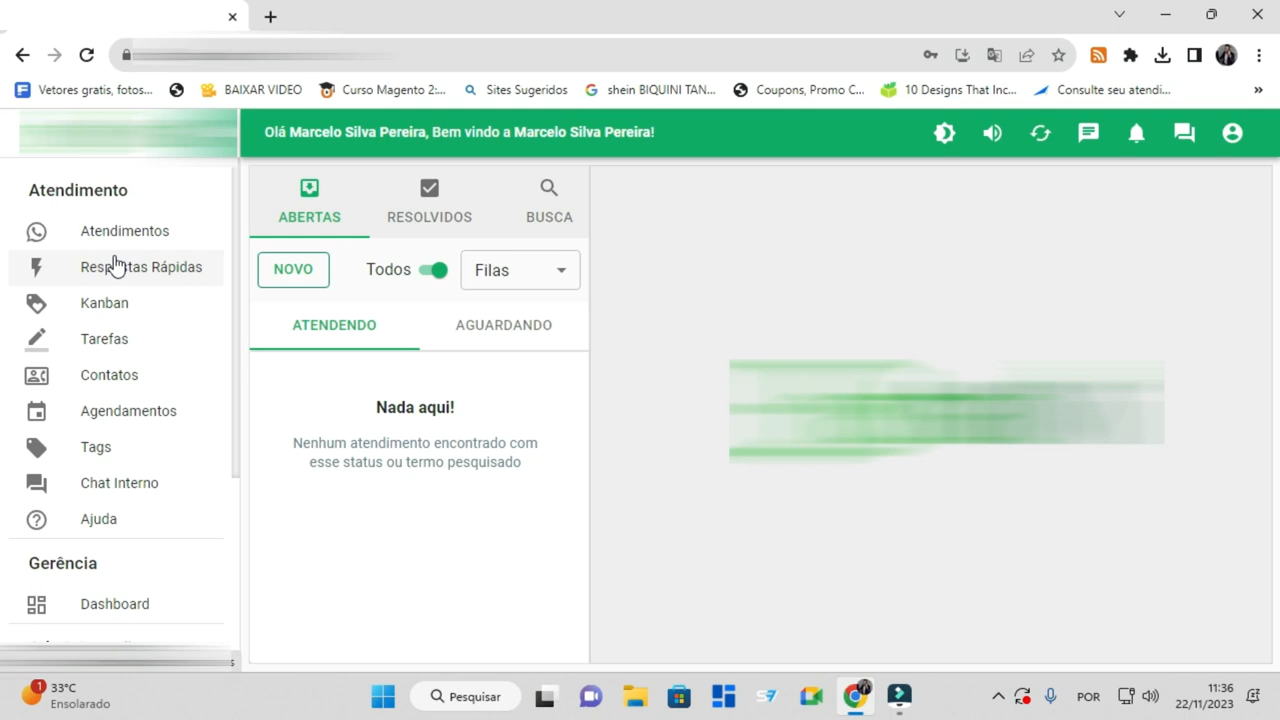 Vetores gratis, fotos...
BAIXAR VIDEO
Curso Magento 2:...
Sites Sugeridos
shein BIQUINI TAN...
Coupons, Promo C...
10 Designs That Inc...
Consulte seu atendi...
»
Olá Marcelo Silva Pereira, Bem vindo a Marcelo Silva Pereira!
Atendimento
Atendimentos
Respostas Rápidas
Kanban
Tarefas
Contatos
Agendamentos
Tags
Chat Interno
Ajuda
Gerência
Dashboard
ABERTAS
RESOLVIDOS
BUSCA
NOVO
Todos
Filas
ATENDENDO
AGUARDANDO
Nada aqui!
Nenhum atendimento encontrado com
esse status ou termo pesquisado
1
33°C
Ensolarado
Pesquisar
POR
11:36
22/11/2023